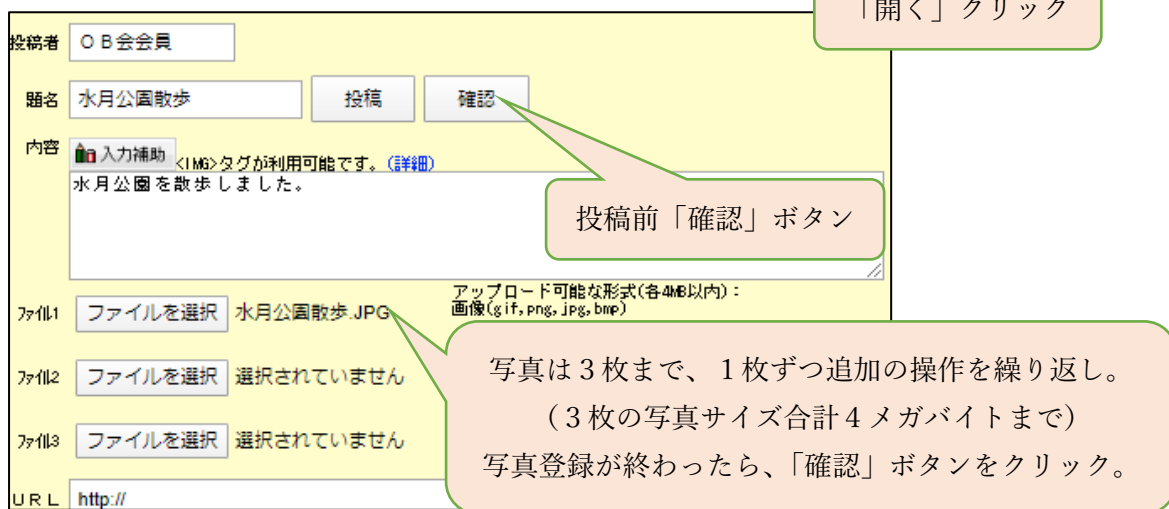 「開く」クリック
投稿者 ＯＢ会会員
題名 水月公園散歩 投稿 確認
内容 入力補助 <IMG>タグが利用可能です。(詳細)
水月公園を散歩しました。
投稿前「確認」ボタン
アップロード可能な形式(各4MB以内)：
画像(gif,png,jpg,bmp)
ﾌｧｲﾙ1 ファイルを選択 水月公園散歩.JPG
写真は３枚まで、１枚ずつ追加の操作を繰り返し。
（３枚の写真サイズ合計４メガバイトまで）
写真登録が終わったら、「確認」ボタンをクリック。
ﾌｧｲﾙ2 ファイルを選択 選択されていません
ﾌｧｲﾙ3 ファイルを選択 選択されていません
ＵＲＬ http://